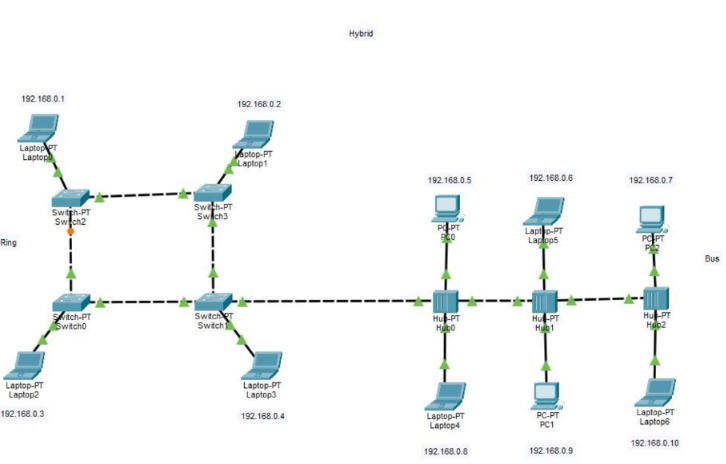 Hybrid
192.168.0.1
192.168.0.2
Laptop-PT
Laptop0
Laptop-PT
Laptop1
192.168.0.5
192.168.0.6
192.168.0.7
Switch-PT
Switch2
Switch-PT
Switch3
PC-PT
PC0
Laptop-PT
Laptop5
PC-PT
PC2
Ring
Bus
Switch-PT
Switch0
Switch-PT
Switch1
Hub-PT
Hub0
Hub-PT
Hub1
Hub-PT
Hub2
Laptop-PT
Laptop2
Laptop-PT
Laptop3
192.168.0.3
192.168.0.4
Laptop-PT
Laptop4
PC-PT
PC1
Laptop-PT
Laptop6
192.168.0.8
192.168.0.9
192.168.0.10